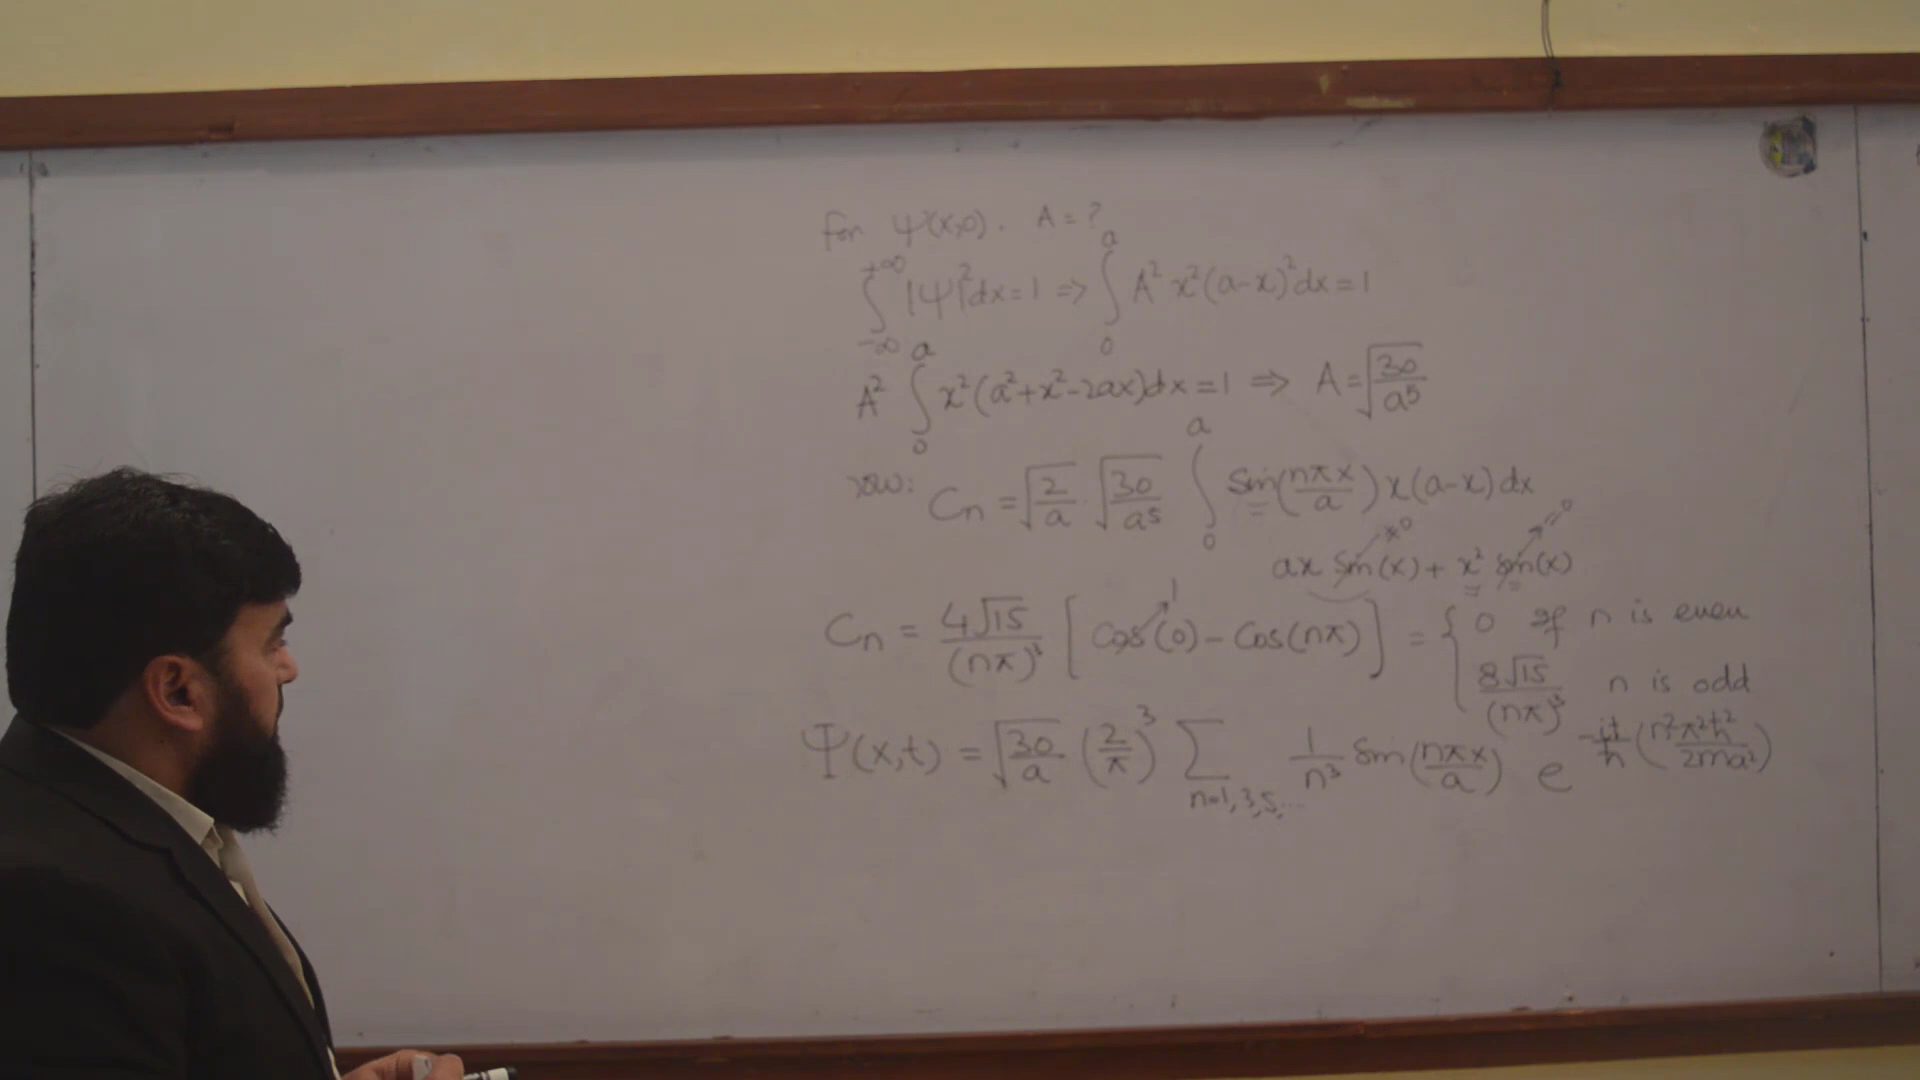 For Ψ(x,0). A = ?
∫_{-∞}^{+∞} |Ψ|² dx = 1 ⇒ ∫_0^a A² x² (a-x)² dx = 1
A² ∫_0^a x² (a² + x² - 2ax) dx = 1 ⇒ A = √(30/a⁵)
Now: Cn = √(2/a) · √(30/a⁵) ∫_0^a Sin(nπx/a) x (a-x) dx
ax Sin(x) + x² Sin(x) → = 0
Cn = 4√15/(nπ)³ [Cos(0) - Cos(nπ)] = { 0 if n is even
1
8√15/(nπ)³ n is odd
Ψ(x,t) = √(30/a) (2/π)³ ∑_{n=1,3,5,...} 1/n³ Sin(nπx/a) e^{-it/ħ (n²π²ħ²/2ma²)}